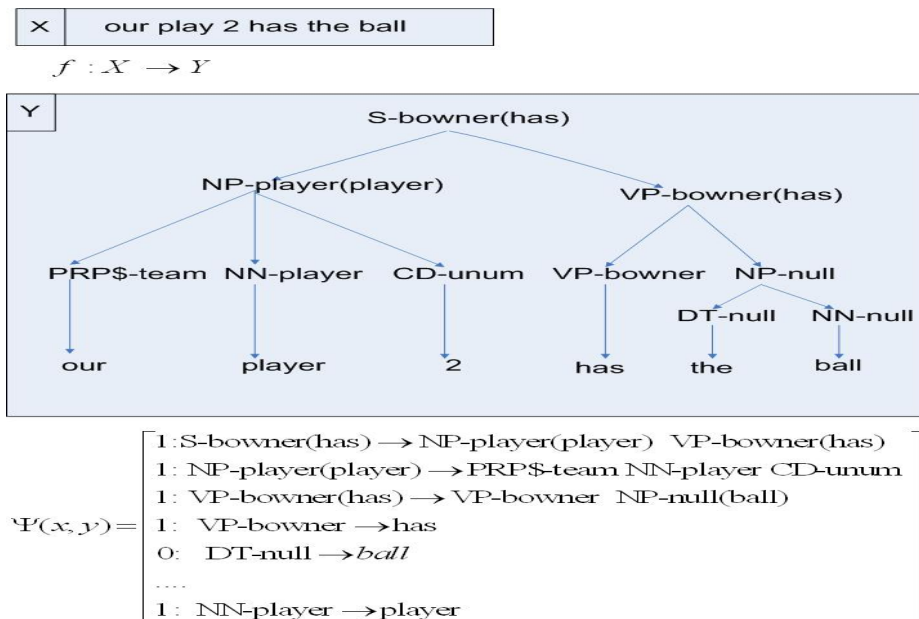 X our play 2 has the ball
f : X → Y
Y
S-bowner(has)
NP-player(player) VP-bowner(has)
PRP$-team NN-player CD-unum VP-bowner NP-null
DT-null NN-null
our player 2 has the ball
1:S-bowner(has)→NP-player(player) VP-bowner(has)
1: NP-player(player)→PRP$-team NN-player CD-unum
1: VP-bowner(has)→VP-bowner NP-null(ball)
Ψ(x, y)= 1: VP-bowner →has
0: DT-null →ball
....
1: NN-player →player